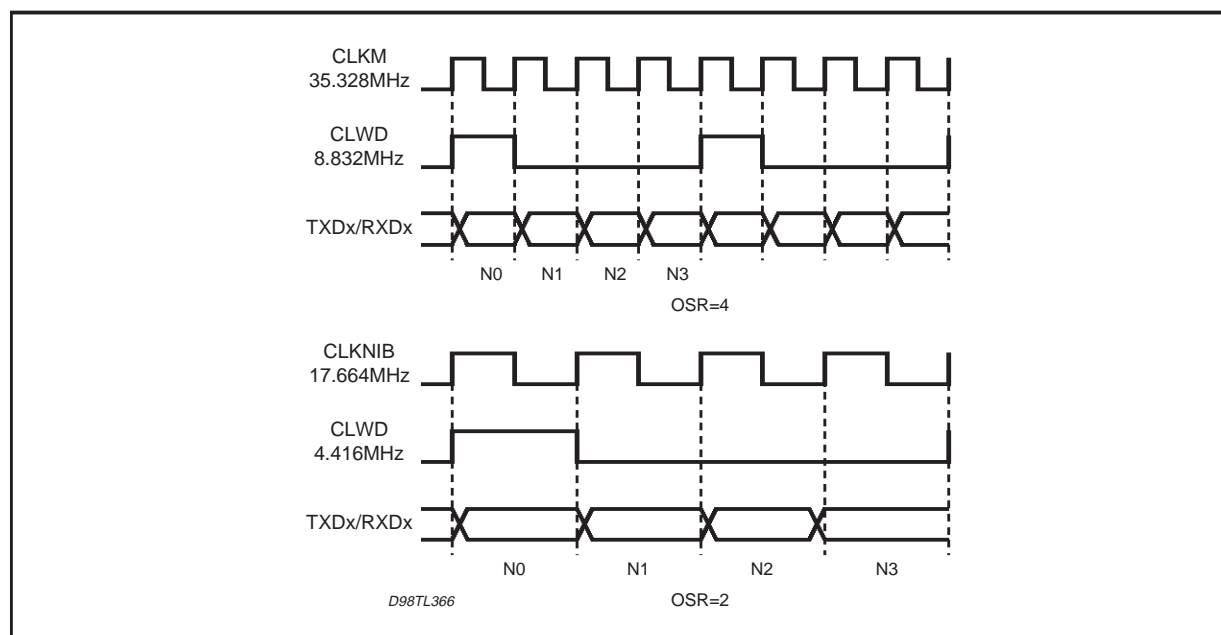 CLKM
35.328MHz
CLWD
8.832MHz
TXDx/RXDx
N0 N1 N2 N3
OSR=4
CLKNIB
17.664MHz
CLWD
4.416MHz
TXDx/RXDx
N0 N1 N2 N3
D98TL366 OSR=2